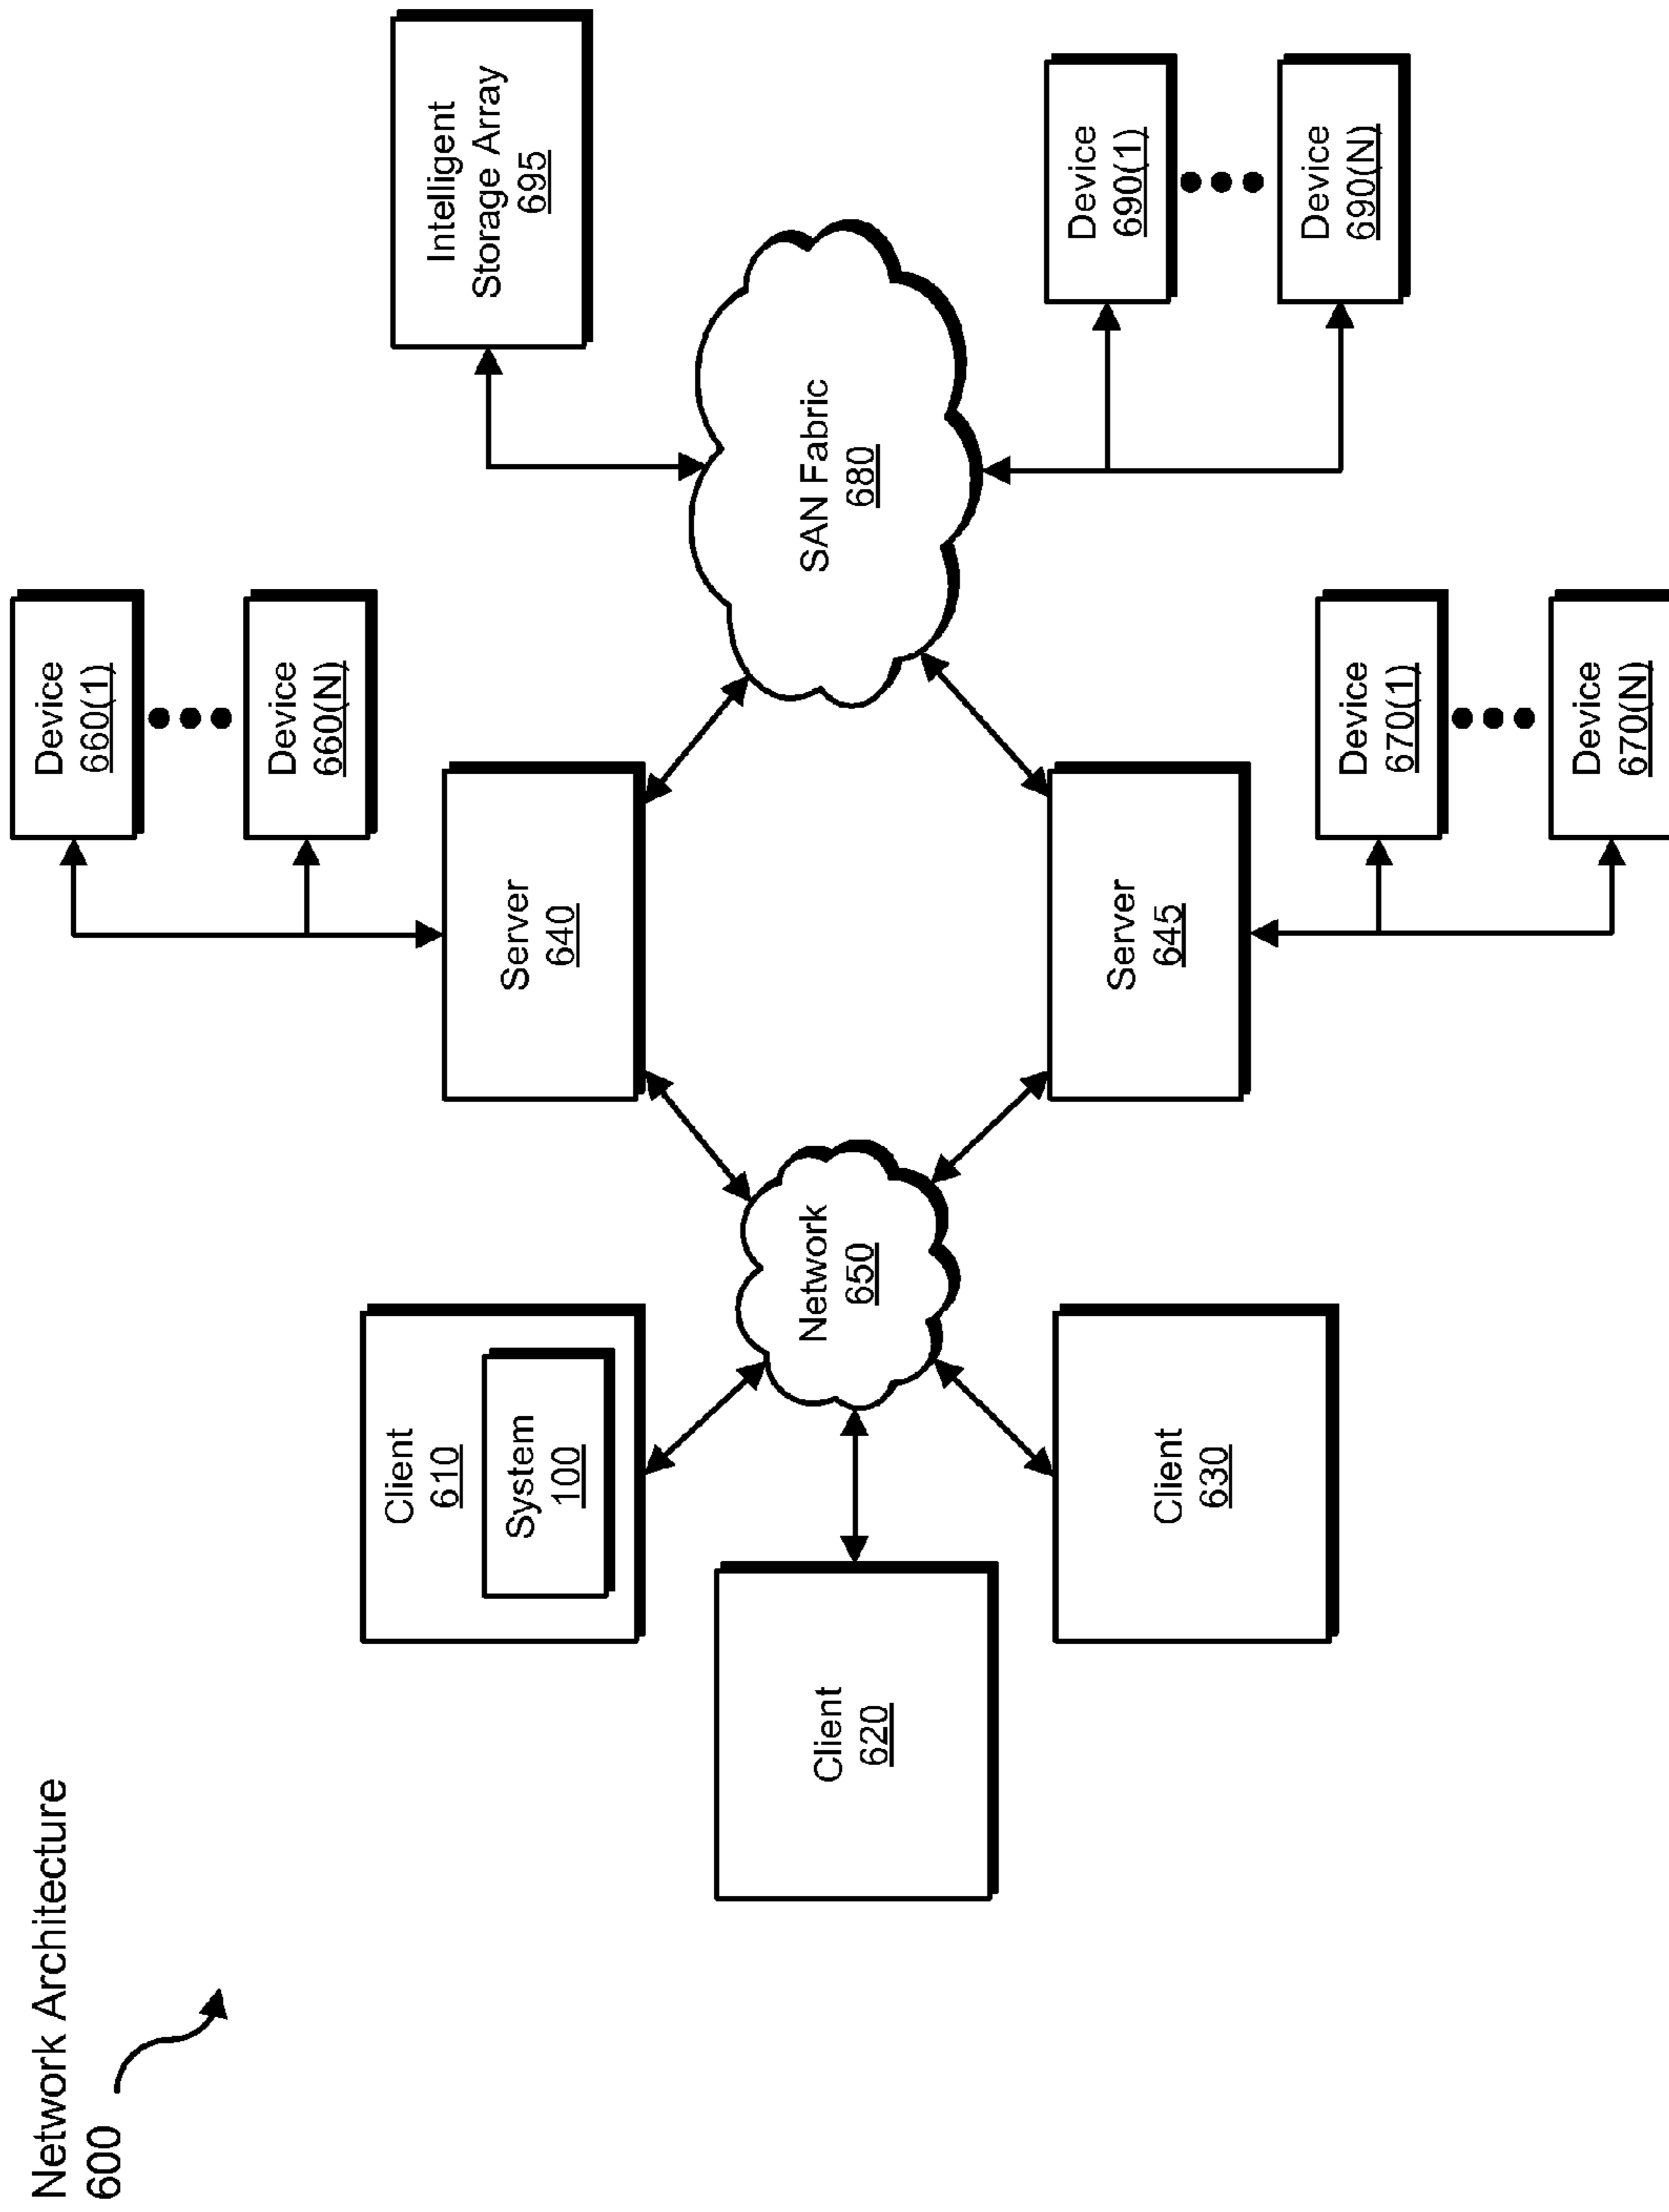 Network Architecture
600
Client
610
System
100
Client
620
Client
630
Network
650
Server
640
Server
645
Device
660(1)
Device
660(N)
Device
670(1)
Device
670(N)
SAN Fabric
680
Intelligent
Storage Array
695
Device
690(1)
Device
690(N)